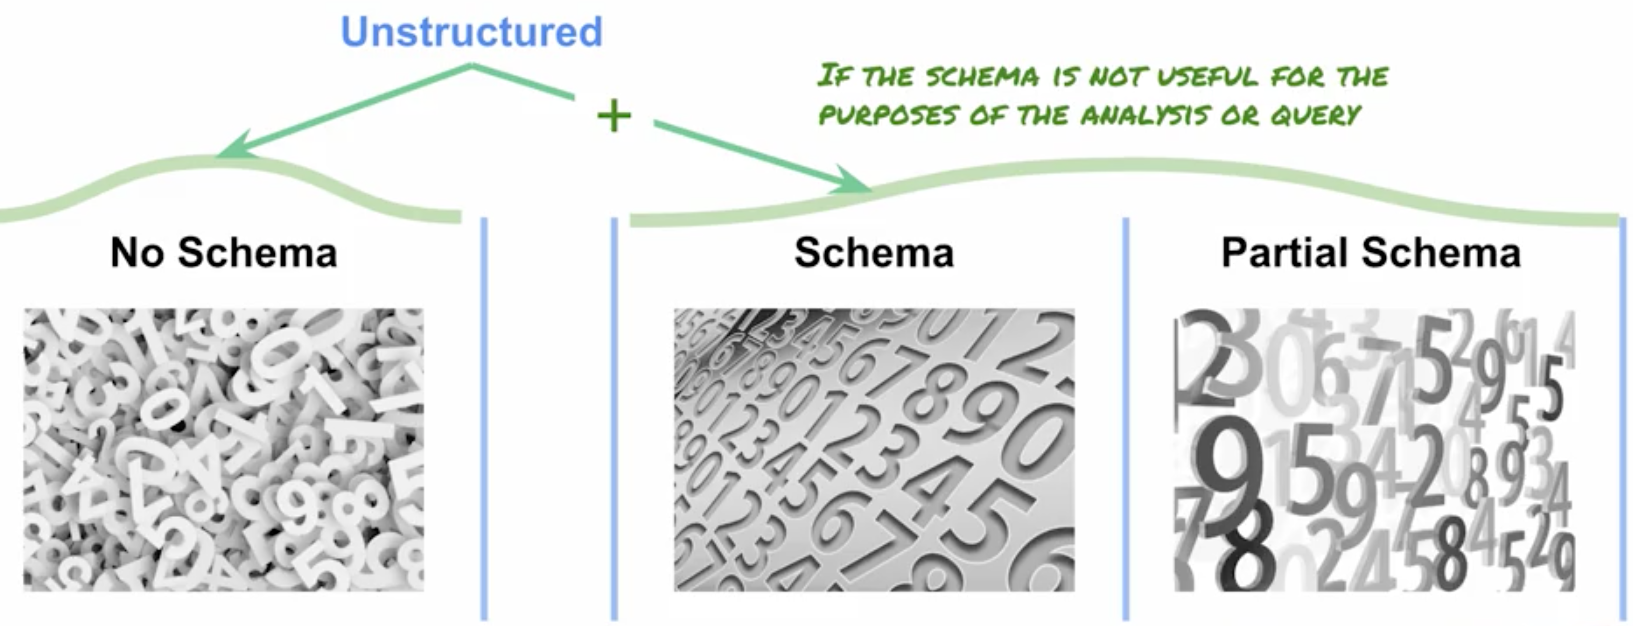 Unstructured
+
IF THE SCHEMA IS NOT USEFUL FOR THE
PURPOSES OF THE ANALYSIS OR QUERY
No Schema
Schema
Partial Schema